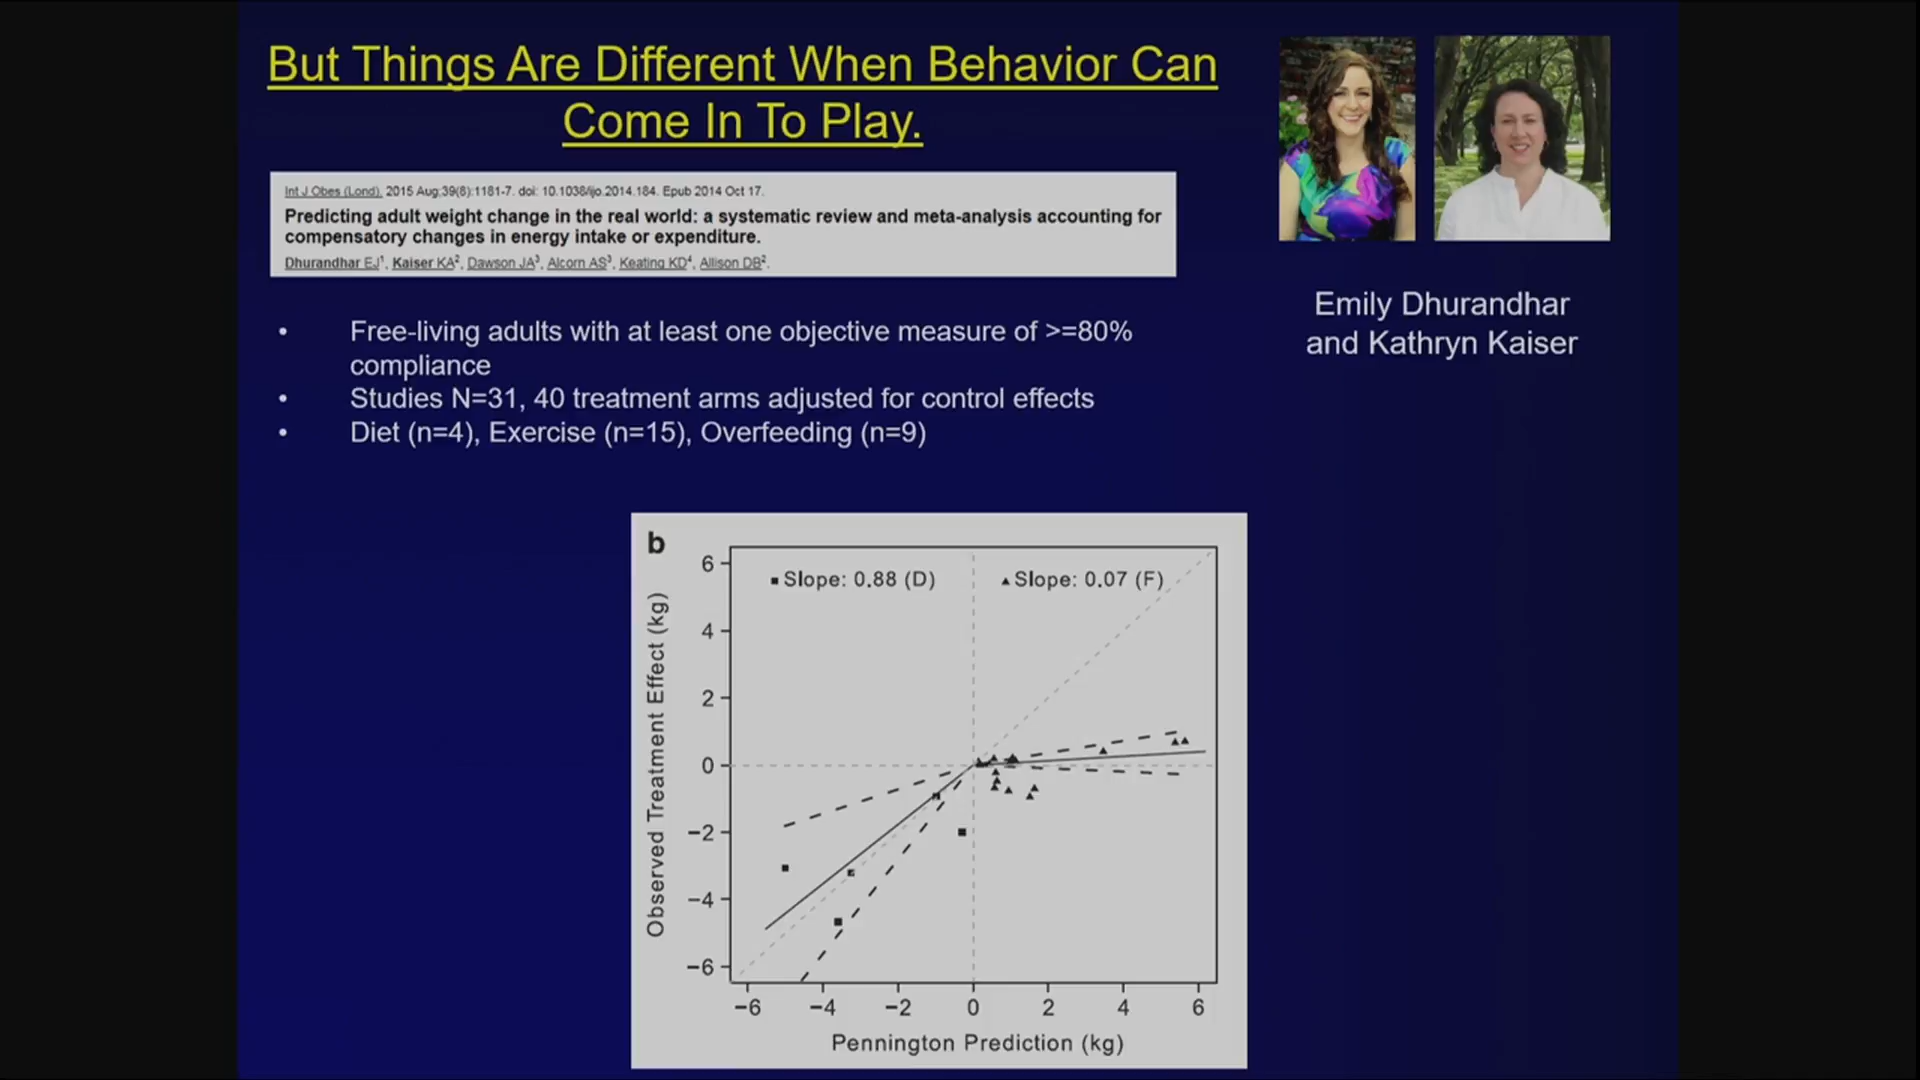 But Things Are Different When Behavior Can
Come In To Play.
Int J Obes (Lond). 2015 Aug;39(8):1181-7. doi: 10.1038/ijo.2014.184. Epub 2014 Oct 17.
Predicting adult weight change in the real world: a systematic review and meta-analysis accounting for
compensatory changes in energy intake or expenditure.
Dhurandhar EJ1, Kaiser KA2, Dawson JA3, Alcorn AS3, Keating KD4, Allison DB2.
Emily Dhurandhar
and Kathryn Kaiser
• Free-living adults with at least one objective measure of >=80%
compliance
• Studies N=31, 40 treatment arms adjusted for control effects
• Diet (n=4), Exercise (n=15), Overfeeding (n=9)
b
Slope: 0.88 (D)
Slope: 0.07 (F)
Observed Treatment Effect (kg)
6
4
2
0
−2
−4
−6
−6 −4 −2 0 2 4 6
Pennington Prediction (kg)